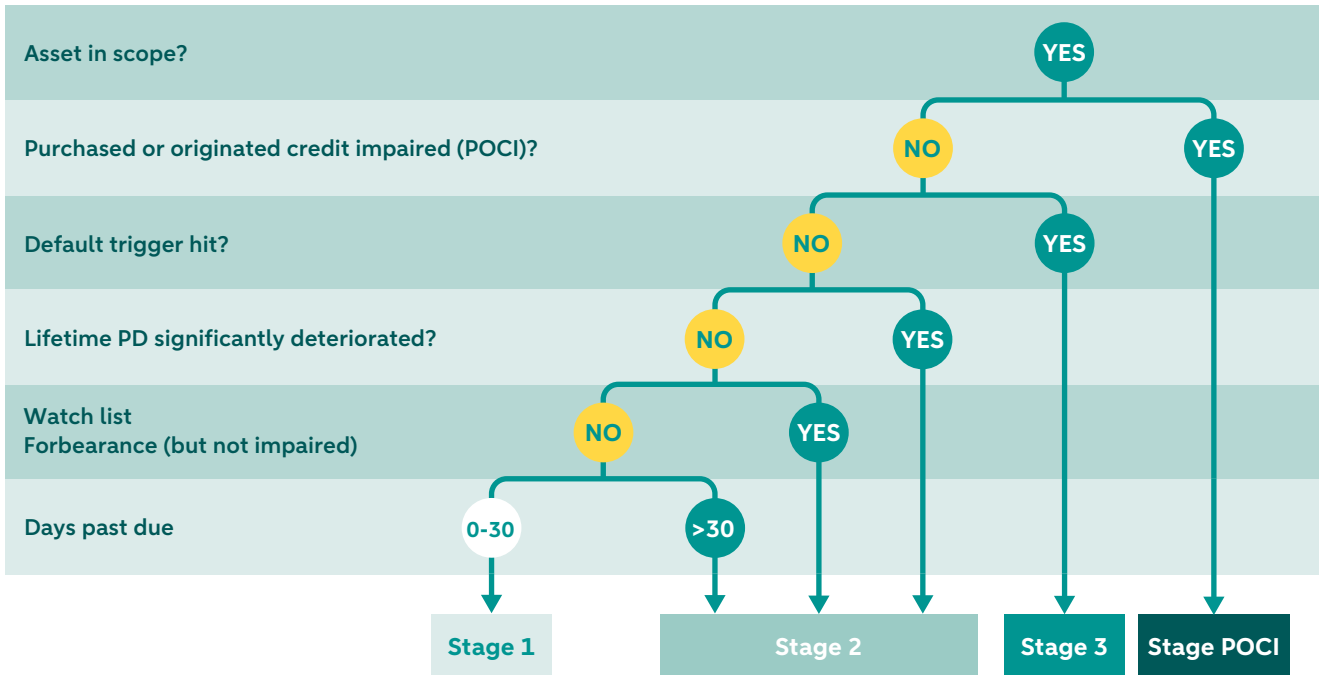 Asset in scope?
YES
Purchased or originated credit impaired (POCI)?
NO
YES
Default trigger hit?
NO
YES
Lifetime PD significantly deteriorated?
NO
YES
Watch list
Forbearance (but not impaired)
NO
YES
Days past due
0-30
>30
Stage 1
Stage 2
Stage 3
Stage POCI